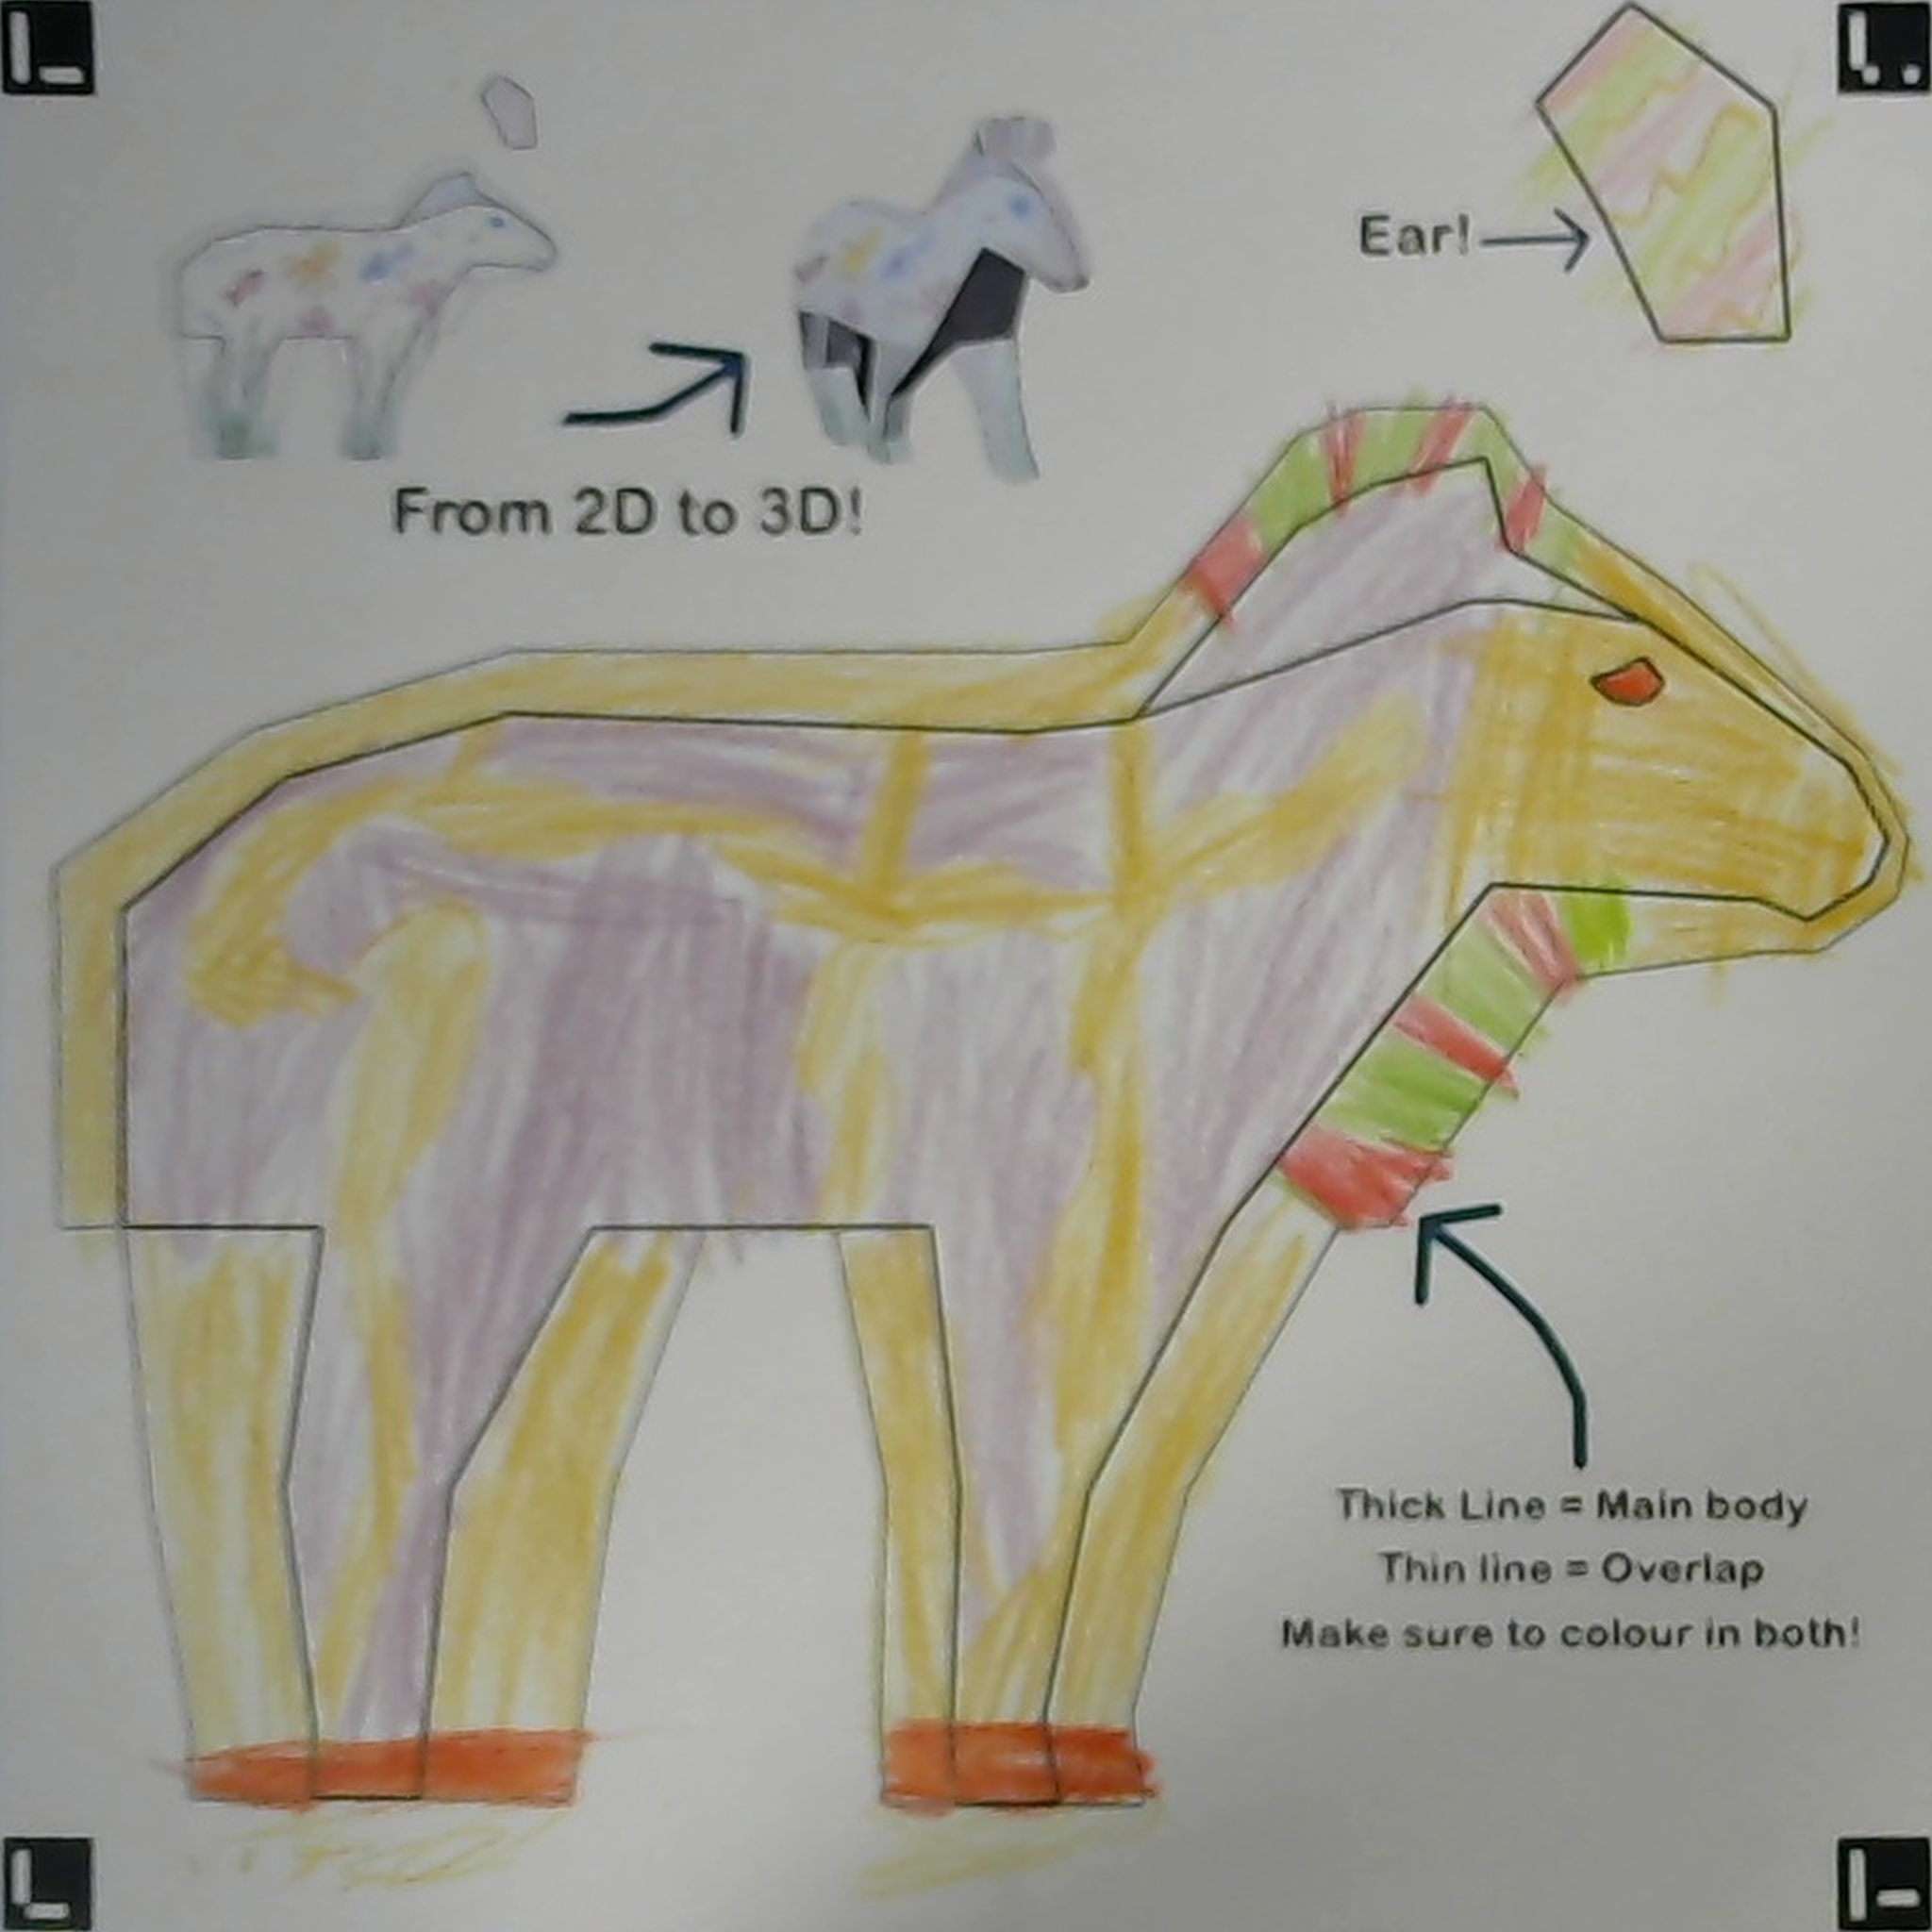 Ear!
From 2D to 3D!
Thick Line = Main body
Thin line = Overlap
Make sure to colour in both!